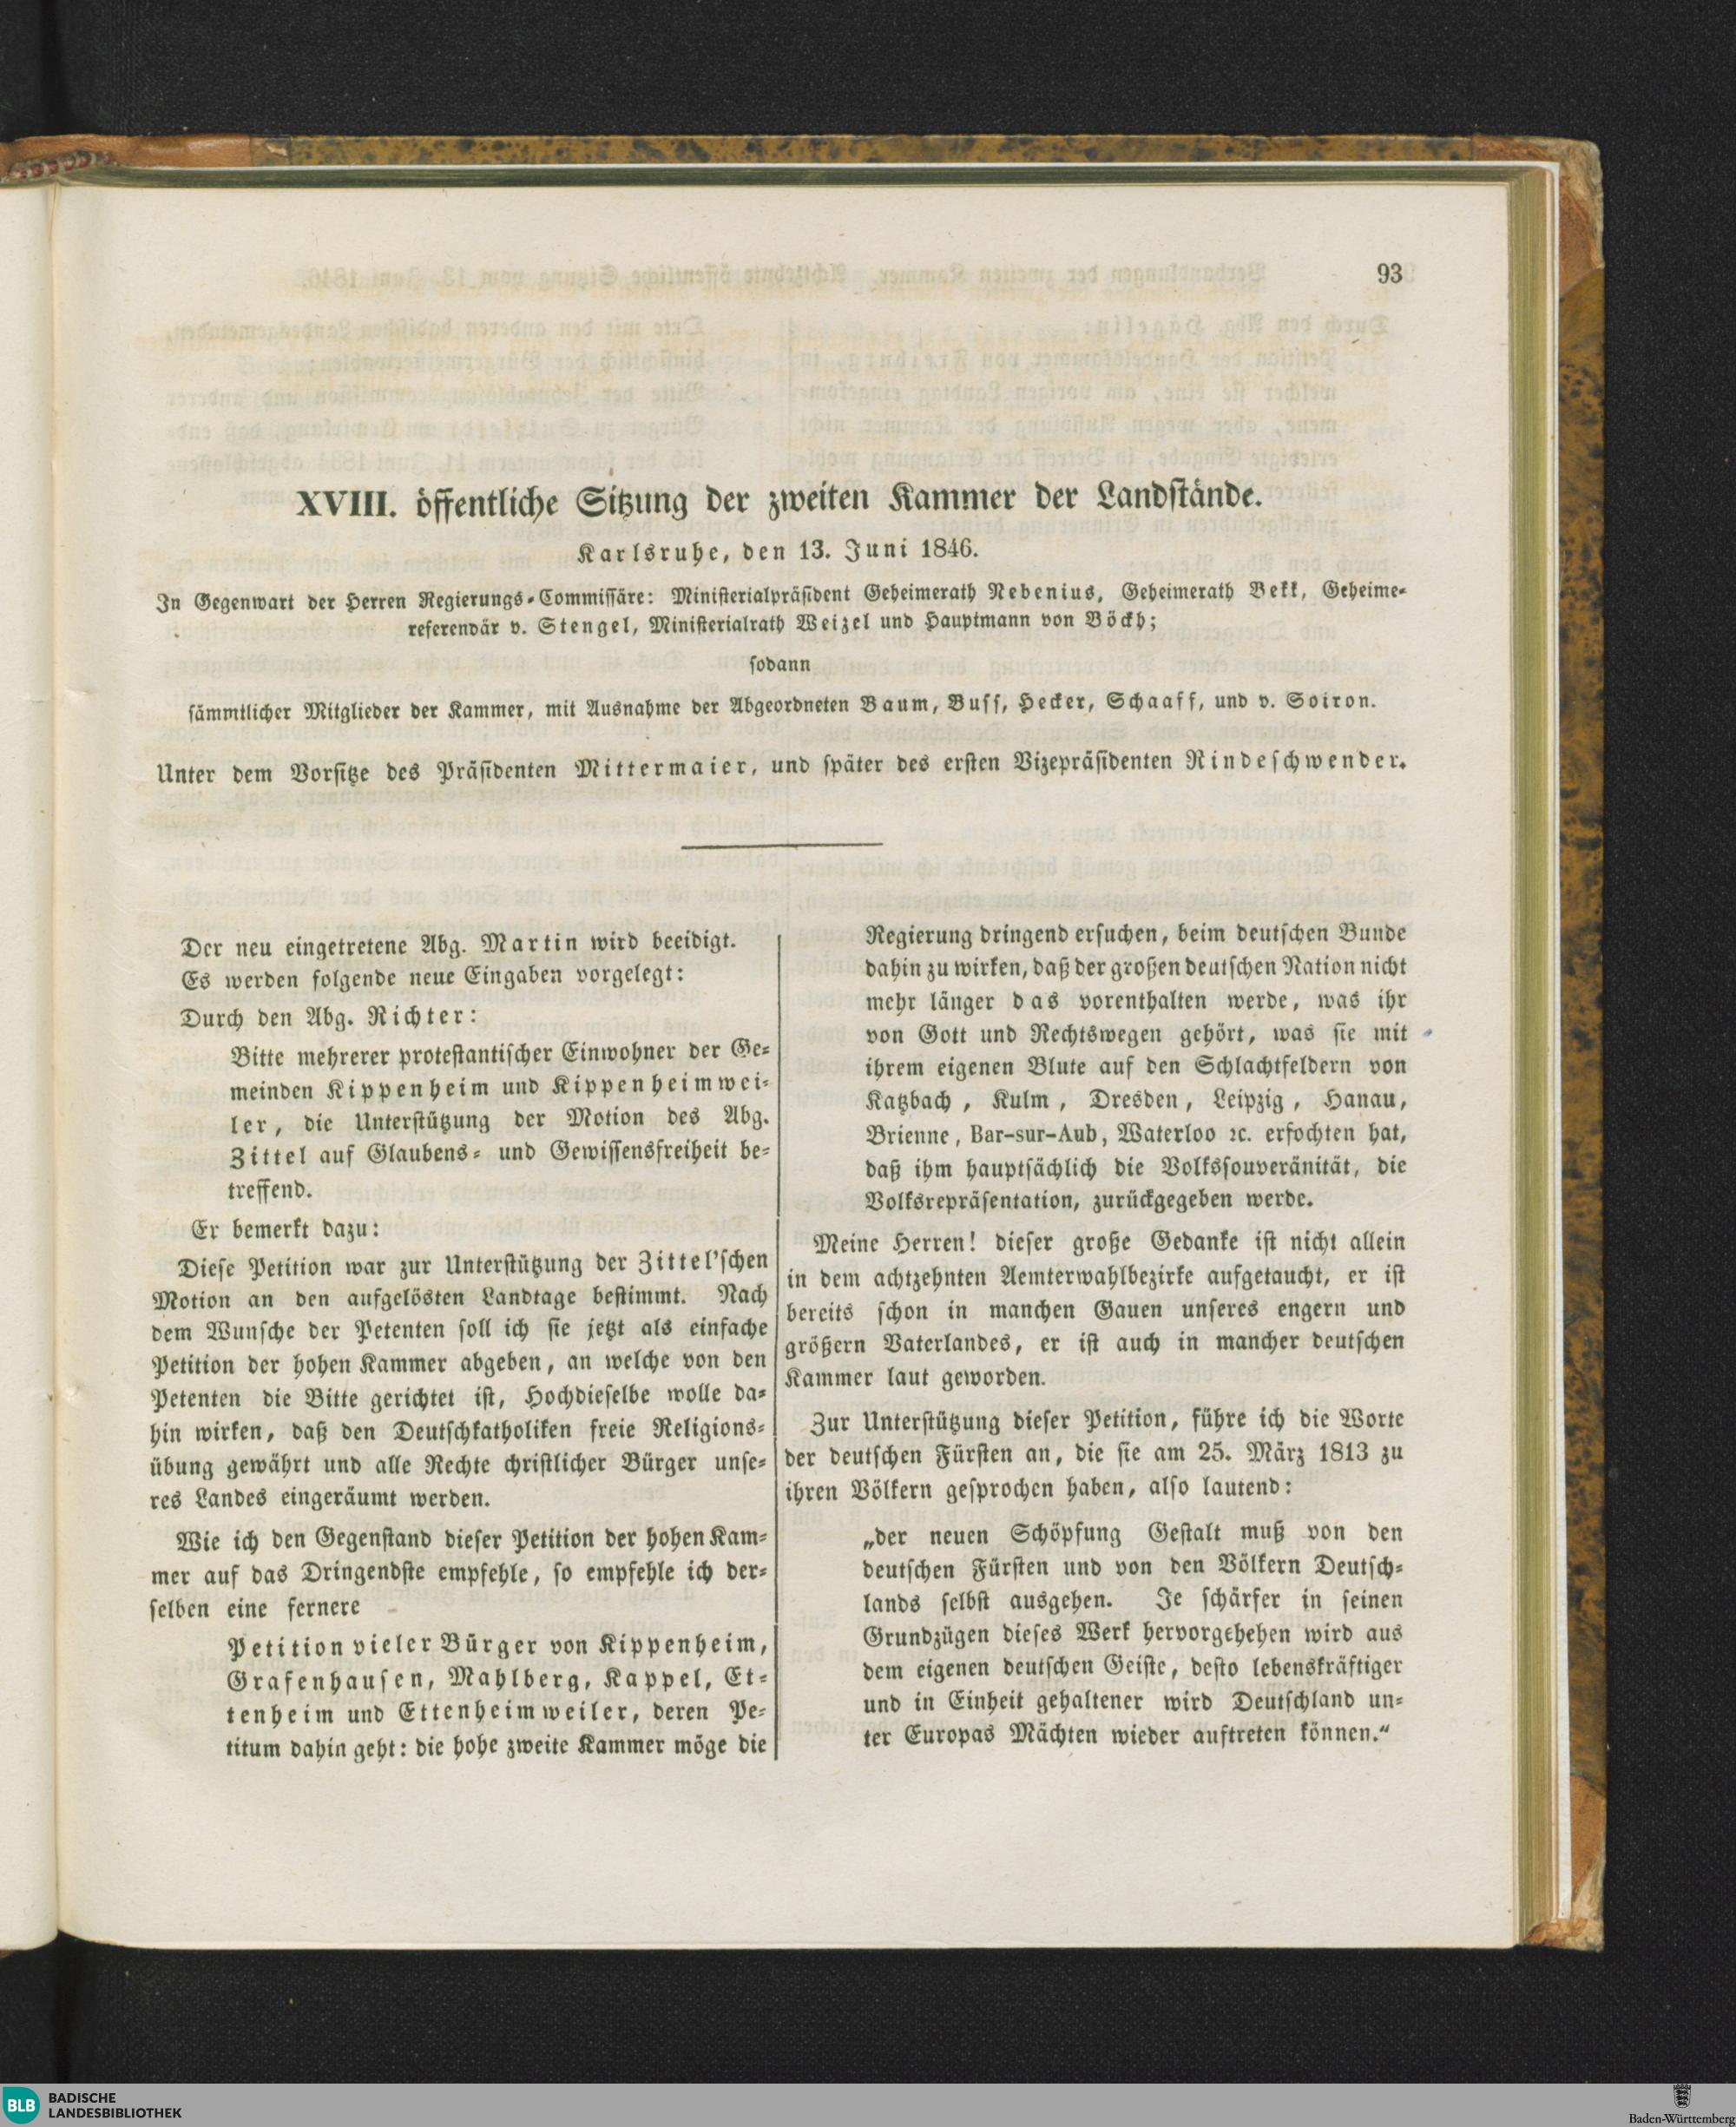 93
XVIII. öffentliche Sitzung der zweiten Kammer der Landstände.
Karlsruhe, den 13. Juni 1846.
In Gegenwart der Herren Regierungs-Commissäre: Ministerialpräsident Geheimerath Nebenius, Geheimerath Bekk, Geheime-
referendär v. Stengel, Ministerialrath Weizel und Hauptmann von Böckh;
sodann
sämmtlicher Mitglieder der Kammer, mit Ausnahme der Abgeordneten Baum, Buss, Hecker, Schaaff, und v. Soiron.
Unter dem Vorsitze des Präsidenten Mittermaier, und später des ersten Vizepräsidenten Rindeschwender.
Der neu eingetretene Abg. Martin wird beeidigt.
Es werden folgende neue Eingaben vorgelegt:
Durch den Abg. Richter:
Bitte mehrerer protestantischer Einwohner der Ge-
meinden Kippenheim und Kippenheimwei-
ler, die Unterstützung der Motion des Abg.
Zittel auf Glaubens- und Gewissensfreiheit be-
treffend.
Er bemerkt dazu:
Diese Petition war zur Unterstützung der Zittel'schen
Motion an den aufgelösten Landtage bestimmt. Nach
dem Wunsche der Petenten soll ich sie jetzt als einfache
Petition der hohen Kammer abgeben, an welche von den
Petenten die Bitte gerichtet ist, Hochdieselbe wolle da-
hin wirken, daß den Deutschkatholiken freie Religions-
übung gewährt und alle Rechte christlicher Bürger unse-
res Landes eingeräumt werden.
Wie ich den Gegenstand dieser Petition der hohen Kam-
mer auf das Dringendste empfehle, so empfehle ich der-
selben eine fernere
Petition vieler Bürger von Kippenheim,
Grafenhausen, Mahlberg, Kappel, Et-
tenheim und Ettenheimweiler, deren Pe-
titum dahin geht: die hohe zweite Kammer möge die
Regierung dringend ersuchen, beim deutschen Bunde
dahin zu wirken, daß der großen deutschen Nation nicht
mehr länger das vorenthalten werde, was ihr
von Gott und Rechtswegen gehört, was sie mit
ihrem eigenen Blute auf den Schlachtfeldern von
Katzbach, Kulm, Dresden, Leipzig, Hanau,
Brienne, Bar-sur-Aub, Waterloo ꝛc. erfochten hat,
daß ihm hauptsächlich die Volkssouveränität, die
Volksrepräsentation, zurückgegeben werde.
Meine Herren! dieser große Gedanke ist nicht allein
in dem achtzehnten Aemterwahlbezirke aufgetaucht, er ist
bereits schon in manchen Gauen unseres engern und
größern Vaterlandes, er ist auch in mancher deutschen
Kammer laut geworden.
Zur Unterstützung dieser Petition, führe ich die Worte
der deutschen Fürsten an, die sie am 25. März 1813 zu
ihren Völkern gesprochen haben, also lautend:
„der neuen Schöpfung Gestalt muß von den
deutschen Fürsten und von den Völkern Deutsch-
lands selbst ausgehen. Je schärfer in seinen
Grundzügen dieses Werk hervorgehehen wird aus
dem eigenen deutschen Geiste, desto lebenskräftiger
und in Einheit gehaltener wird Deutschland un-
ter Europas Mächten wieder auftreten können.“
BLB BADISCHE
LANDESBIBLIOTHEK
Baden-Württemberg